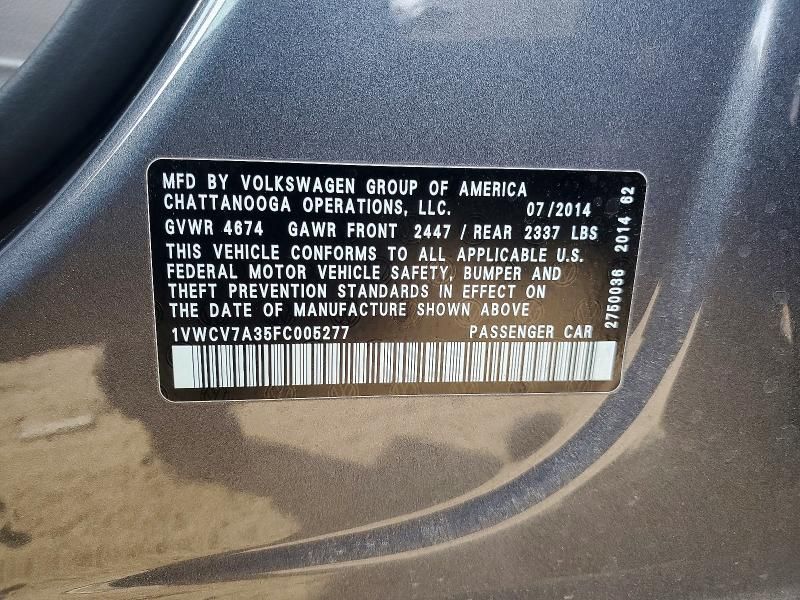 MFD BY VOLKSWAGEN GROUP OF AMERICA
CHATTANOOGA OPERATIONS, LLC. 07/2014
GVWR 4674 GAWR FRONT 2447 / REAR 2337 LBS
THIS VEHICLE CONFORMS TO ALL APPLICABLE U.S.
FEDERAL MOTOR VEHICLE SAFETY, BUMPER AND
THEFT PREVENTION STANDARDS IN EFFECT ON
THE DATE OF MANUFACTURE SHOWN ABOVE
1VWCV7A35FC005277 PASSENGER CAR
2750036 2014 62